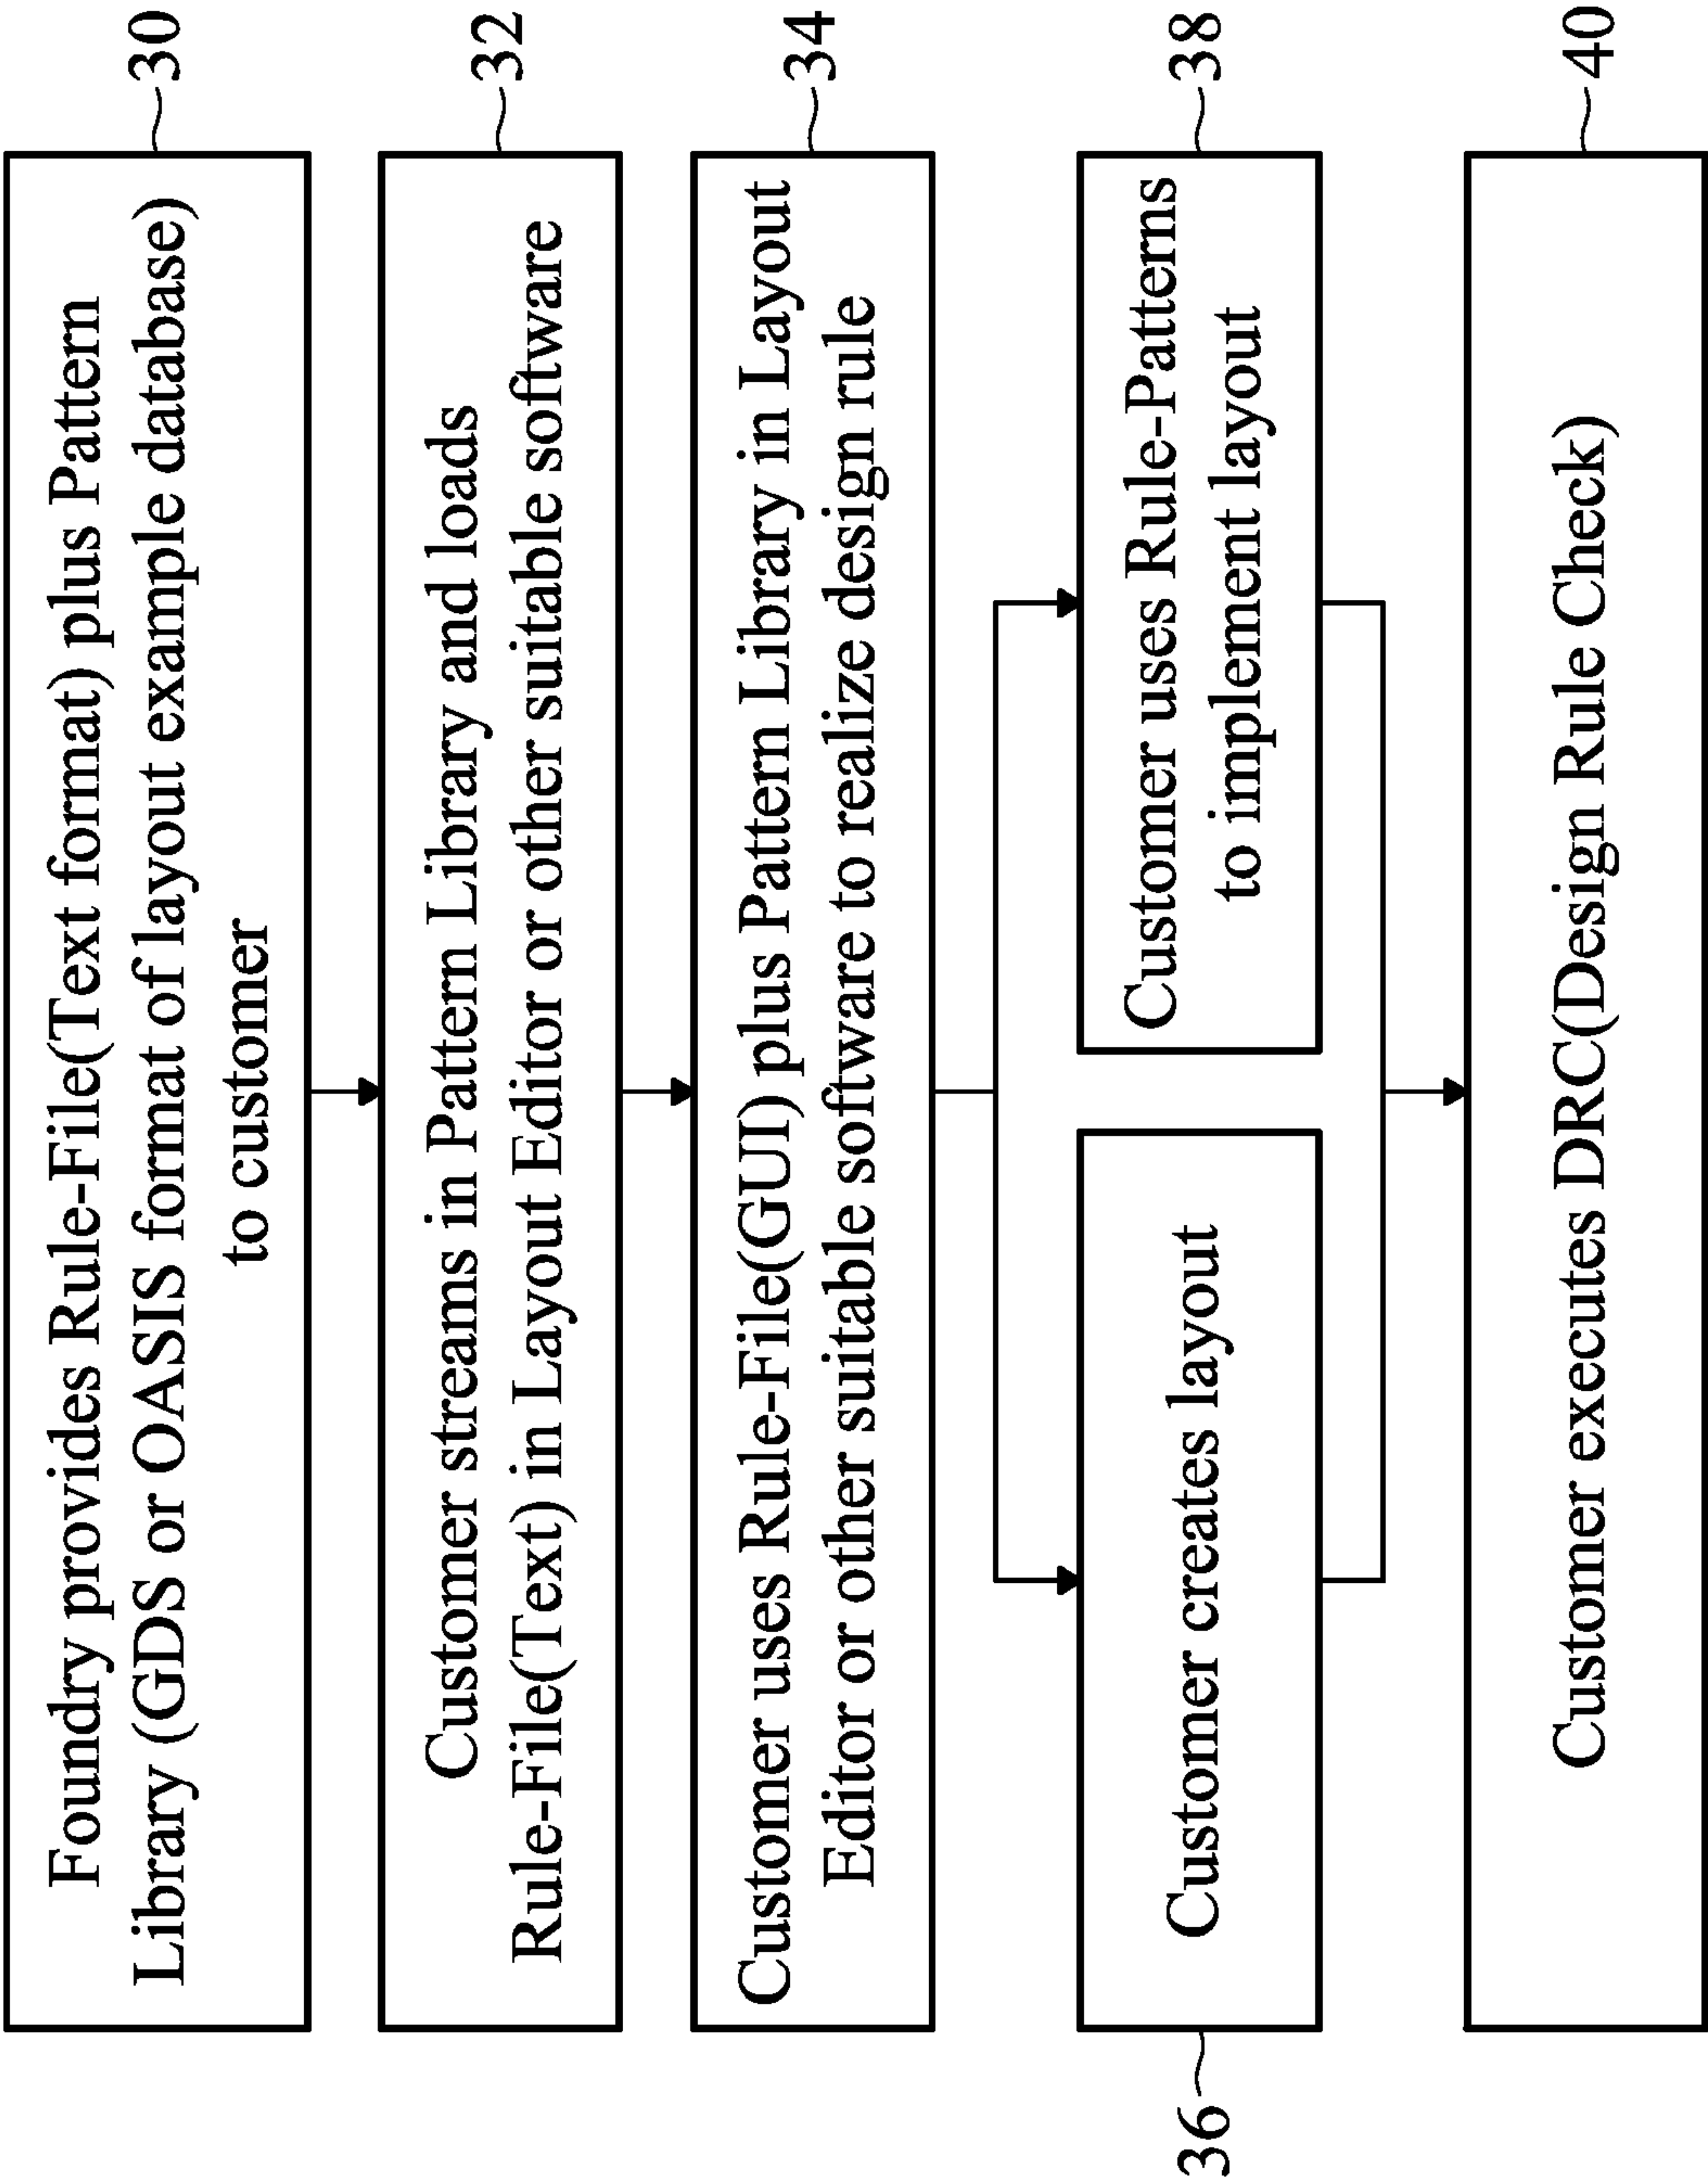 Foundry provides Rule-File(Text format) plus Pattern
Library (GDS or OASIS format of layout example database)
to customer
30
Customer streams in Pattern Library and loads
Rule-File(Text) in Layout Editor or other suitable software
32
Customer uses Rule-File(GUI) plus Pattern Library in Layout
Editor or other suitable software to realize design rule
34
36
Customer creates layout
Customer uses Rule-Patterns
to implement layout
38
Customer executes DRC(Design Rule Check)
40